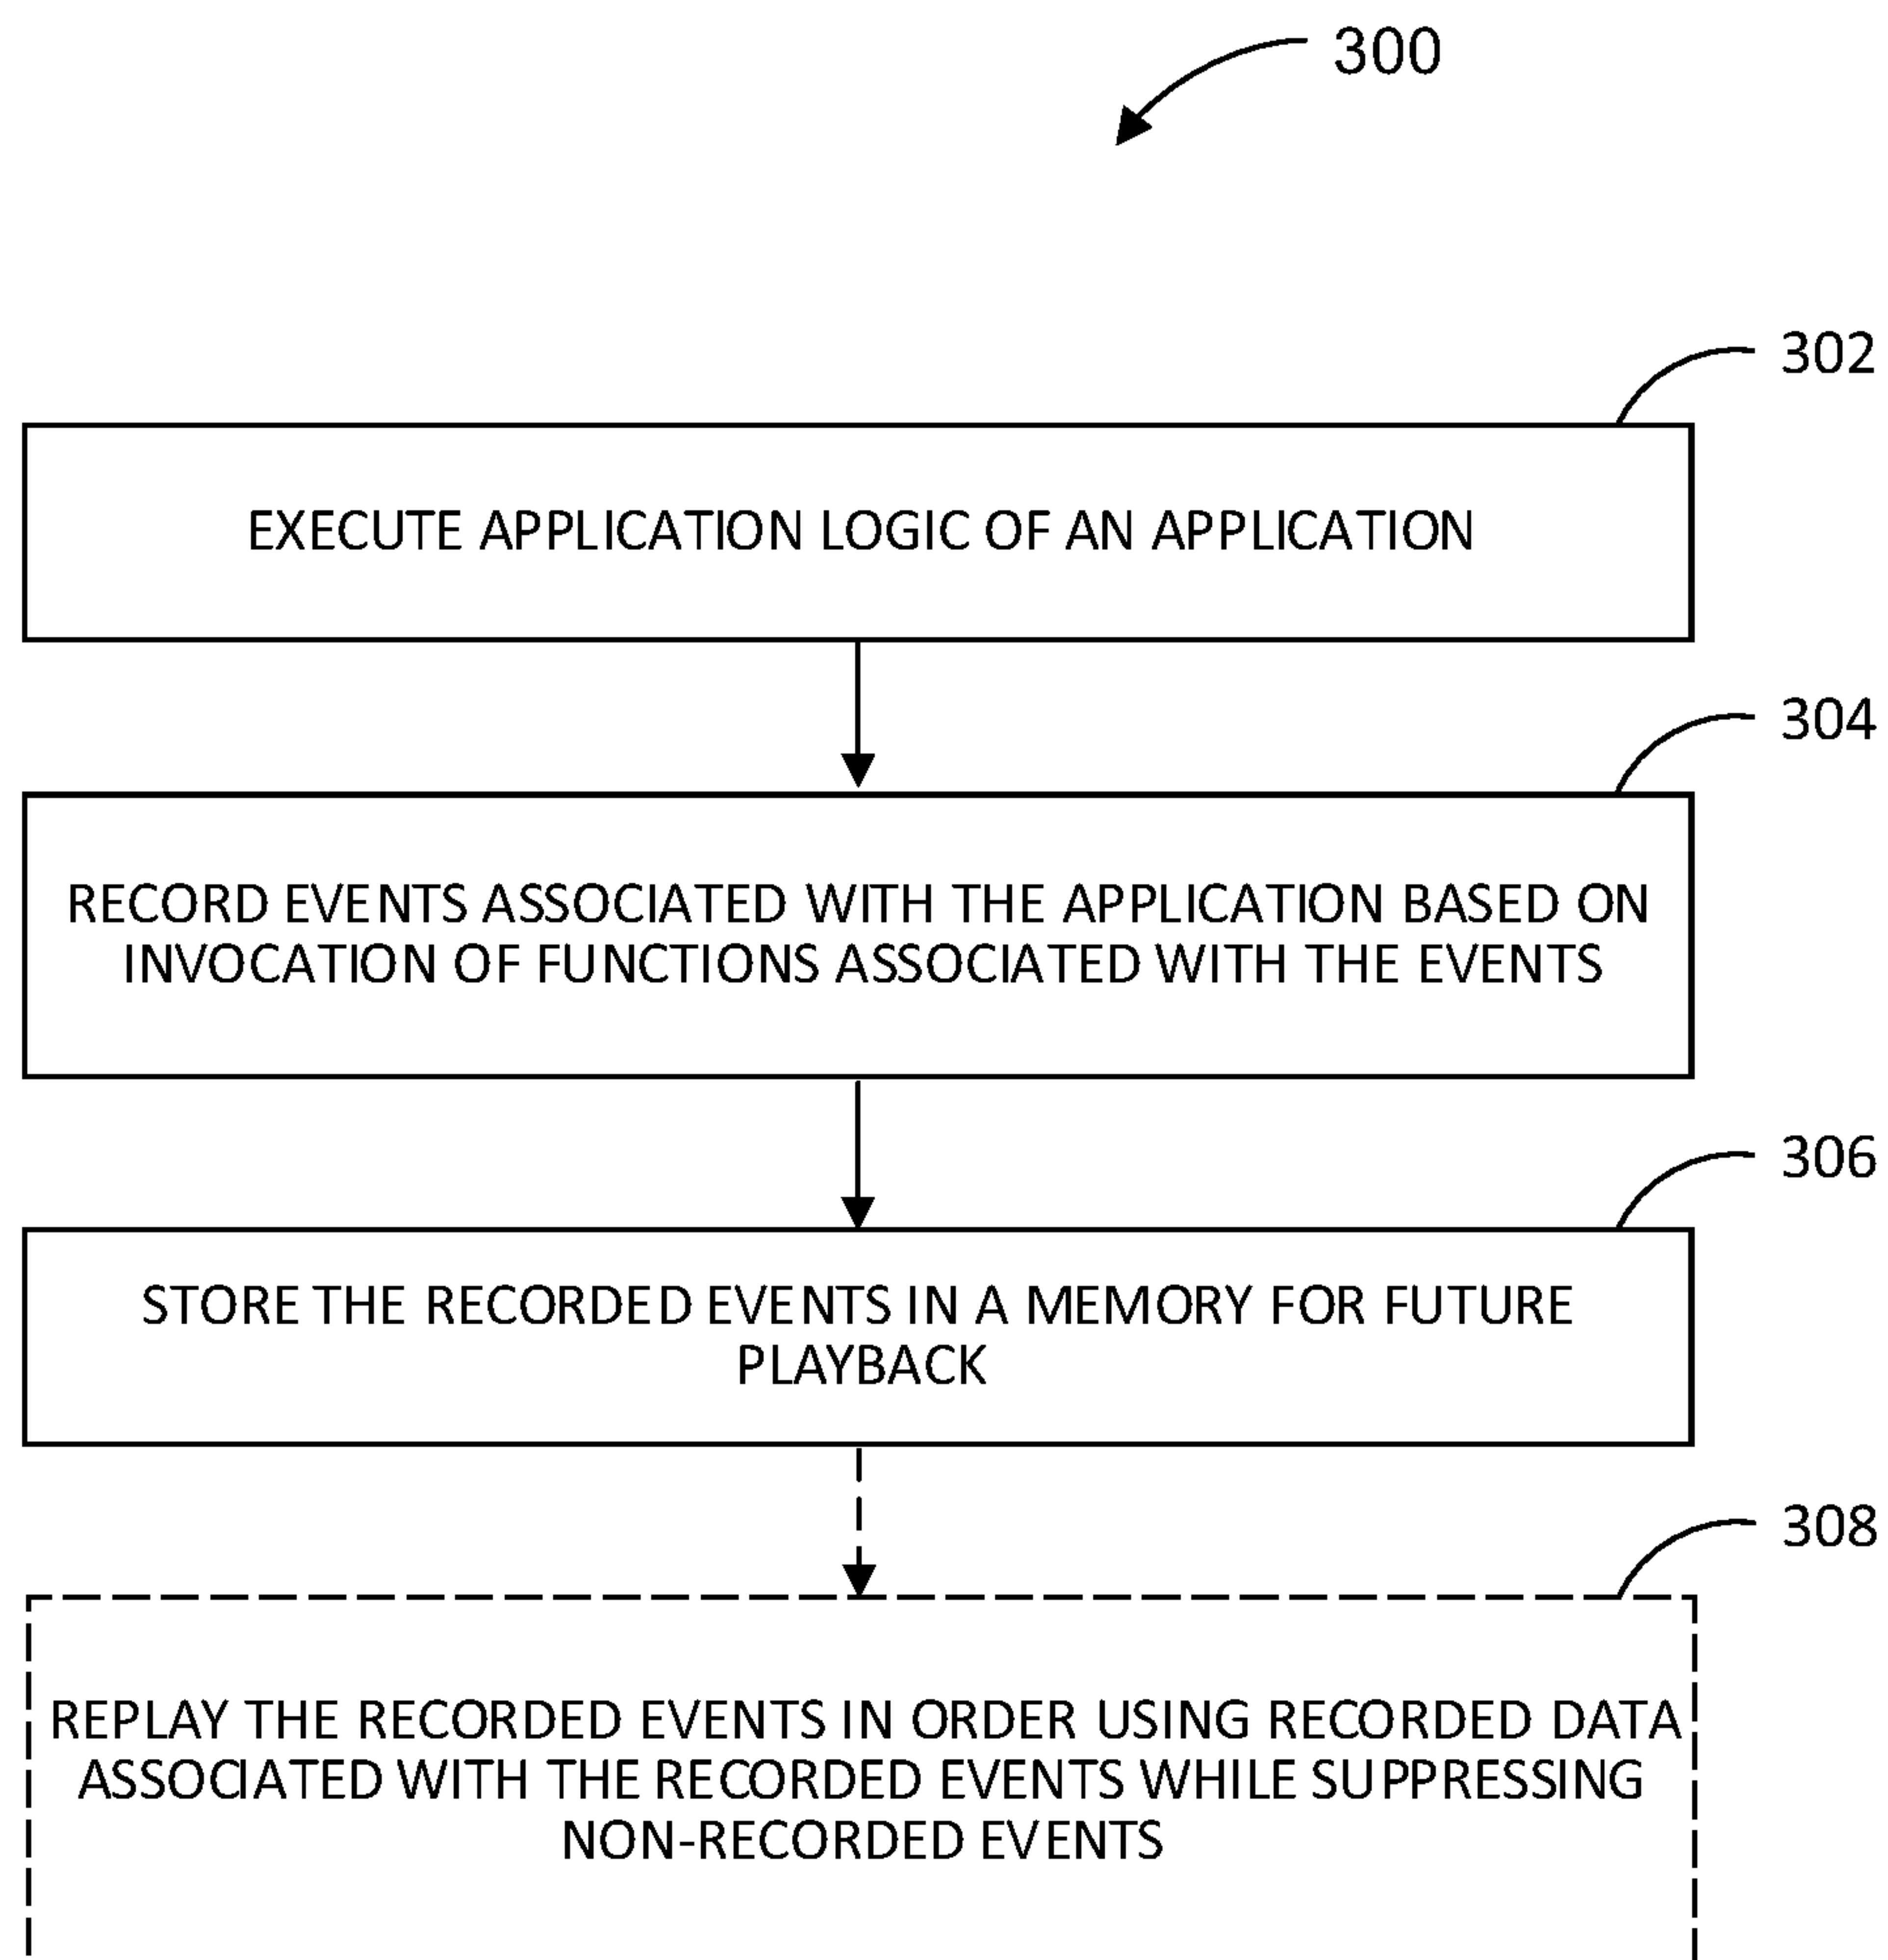 300
302
EXECUTE APPLICATION LOGIC OF AN APPLICATION
304
RECORD EVENTS ASSOCIATED WITH THE APPLICATION BASED ON
INVOCATION OF FUNCTIONS ASSOCIATED WITH THE EVENTS
306
STORE THE RECORDED EVENTS IN A MEMORY FOR FUTURE
PLAYBACK
308
REPLAY THE RECORDED EVENTS IN ORDER USING RECORDED DATA
ASSOCIATED WITH THE RECORDED EVENTS WHILE SUPPRESSING
NON-RECORDED EVENTS